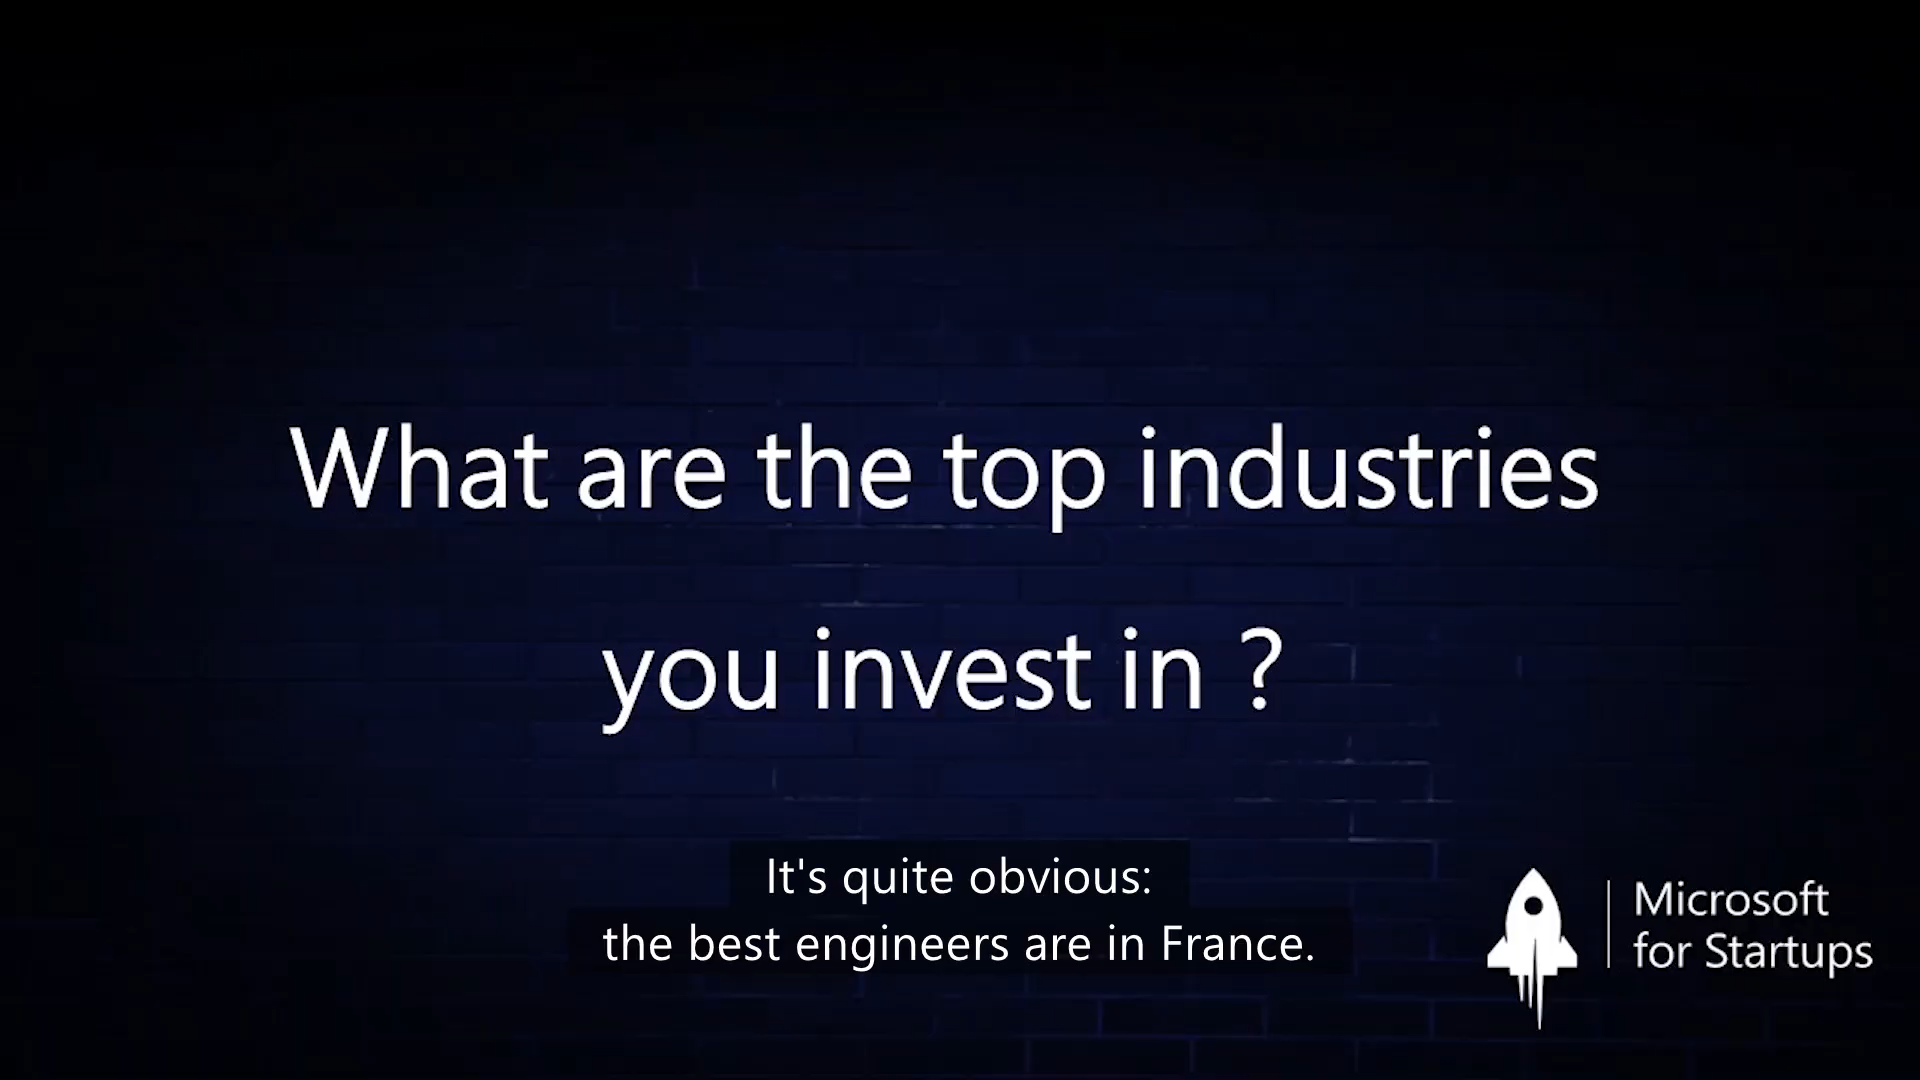 What are the top industries
you invest in ?
It's quite obvious:
the best engineers are in France.
Microsoft
for Startups